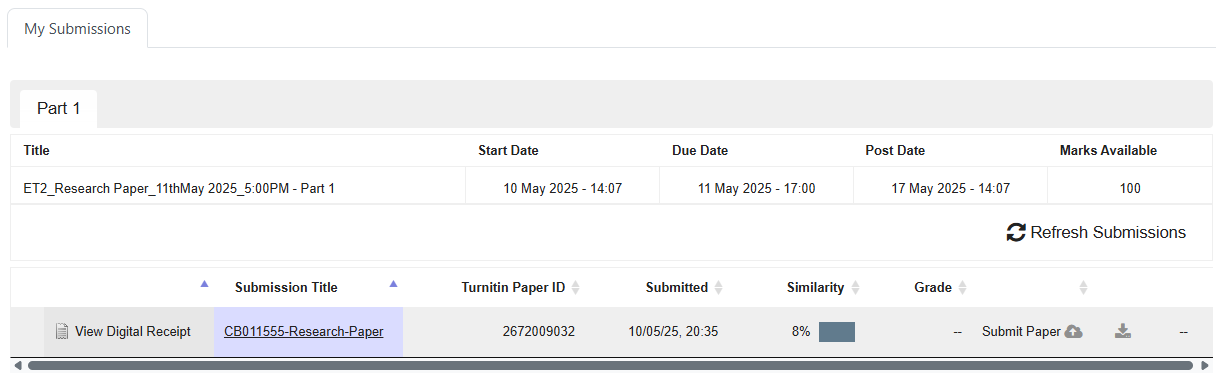 My Submissions
Part 1
Title Start Date Due Date Post Date Marks Available
ET2_Research Paper_11thMay 2025_5:00PM - Part 1 10 May 2025 - 14:07 11 May 2025 - 17:00 17 May 2025 - 14:07 100
Refresh Submissions
Submission Title Turnitin Paper ID Submitted Similarity Grade
View Digital Receipt CB011555-Research-Paper 2672009032 10/05/25, 20:35 8% -- Submit Paper --